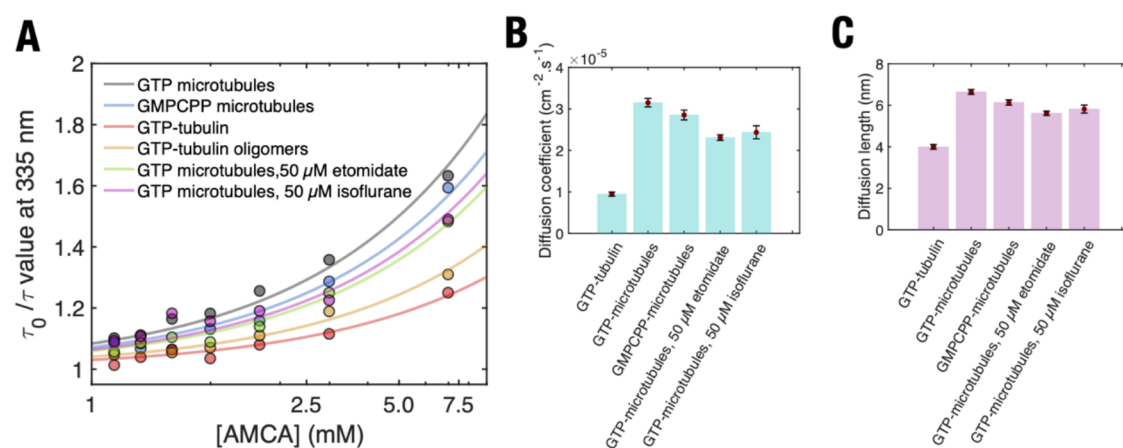 A
τ0 /τ value at 335 nm
2
1.8
1.6
1.4
1.2
1
GTP microtubules
GMPCPP microtubules
GTP-tubulin
GTP-tubulin oligomers
GTP microtubules,50 μM etomidate
GTP microtubules, 50 μM isoflurane
1
2.5
5.0
7.5
[AMCA] (mM)
B
×10⁻⁵
Diffusion coefficient (cm⁻² s⁻¹)
4
3
2
1
0
GTP-tubulin
GTP-microtubules
GMPCPP-microtubules
GTP-microtubules, 50 μM etomidate
GTP-microtubules, 50 μM isoflurane
C
Diffusion length (nm)
8
6
4
2
0
GTP-tubulin
GTP-microtubules
GMPCPP-microtubules
GTP-microtubules, 50 μM etomidate
GTP-microtubules, 50 μM isoflurane